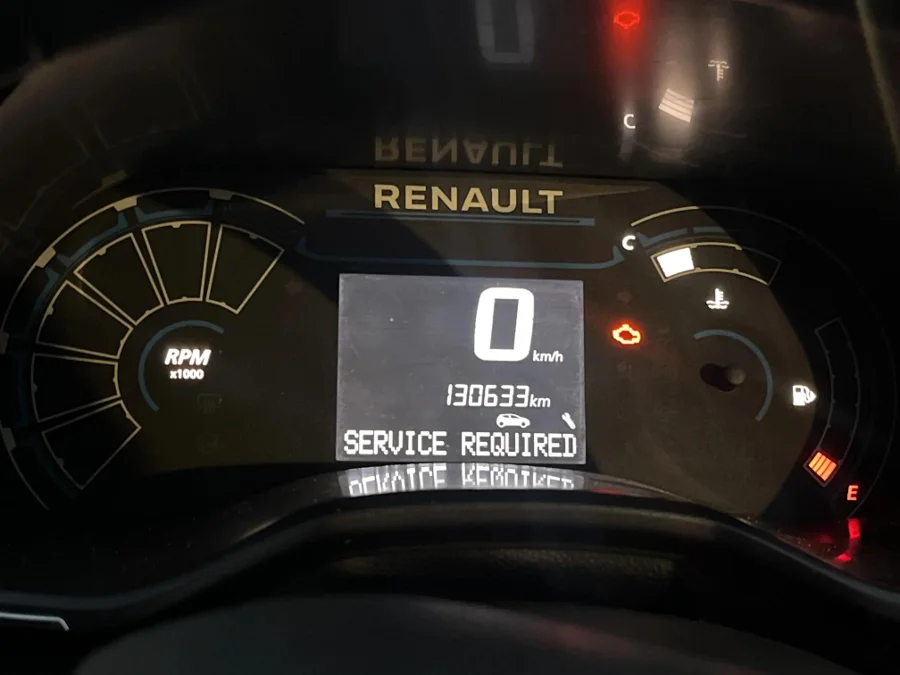 RENAULT
C
0
km/h
RPM
x1000
130633km
SERVICE REQUIRED
E